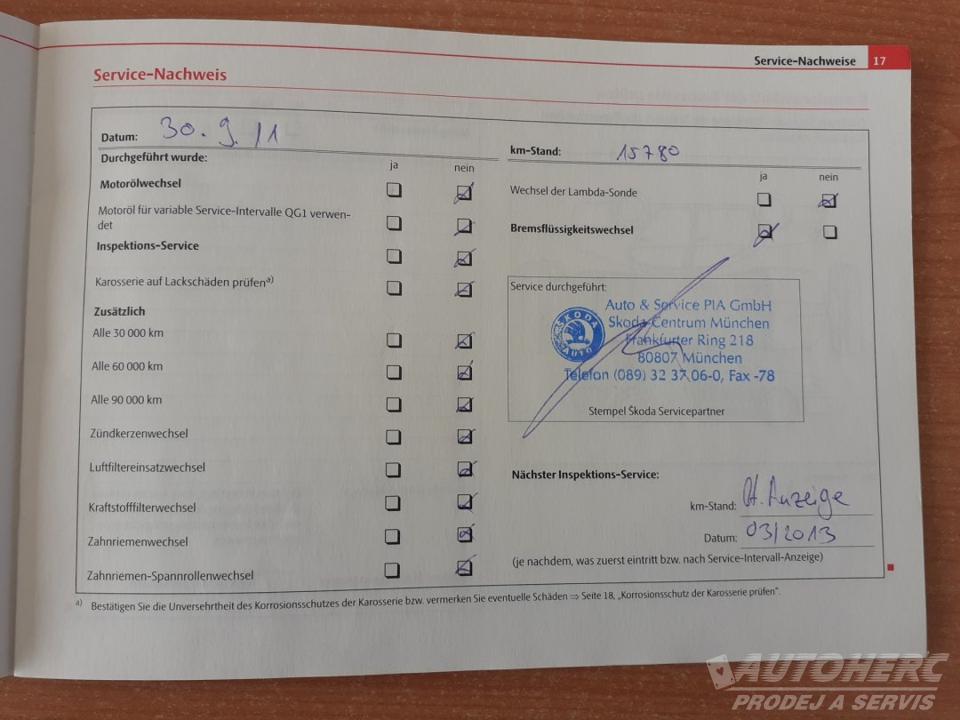 Service-Nachweise 17
Service-Nachweis
Datum: 30.9./11
Durchgeführt wurde:
ja nein
Motorölwechsel
Motoröl für variable Service-Intervalle QG1 verwen-
det
Inspektions-Service
Karosserie auf Lackschäden prüfen a)
Zusätzlich
Alle 30 000 km
Alle 60 000 km
Alle 90 000 km
Zündkerzenwechsel
Luftfiltereinsatzwechsel
Kraftstofffilterwechsel
Zahnriemenwechsel
Zahnriemen-Spannrollenwechsel
km-Stand: 15780
ja nein
Wechsel der Lambda-Sonde
Bremsflüssigkeitswechsel
Service durchgeführt:
SKODA
AUTO
Auto & Service PIA GmbH
Skoda-Centrum München
Frankfurter Ring 218
80807 München
Telefon (089) 32 37 06-0, Fax -78
Stempel Škoda Servicepartner
Nächster Inspektions-Service:
km-Stand: lt. Anzeige
Datum: 03/2013
(je nachdem, was zuerst eintritt bzw. nach Service-Intervall-Anzeige)
a) Bestätigen Sie die Unversehrtheit des Korrosionsschutzes der Karosserie bzw. vermerken Sie eventuelle Schäden ⇒ Seite 18, „Korrosionsschutz der Karosserie prüfen".
AUTOHERC
PRODEJ A SERVIS